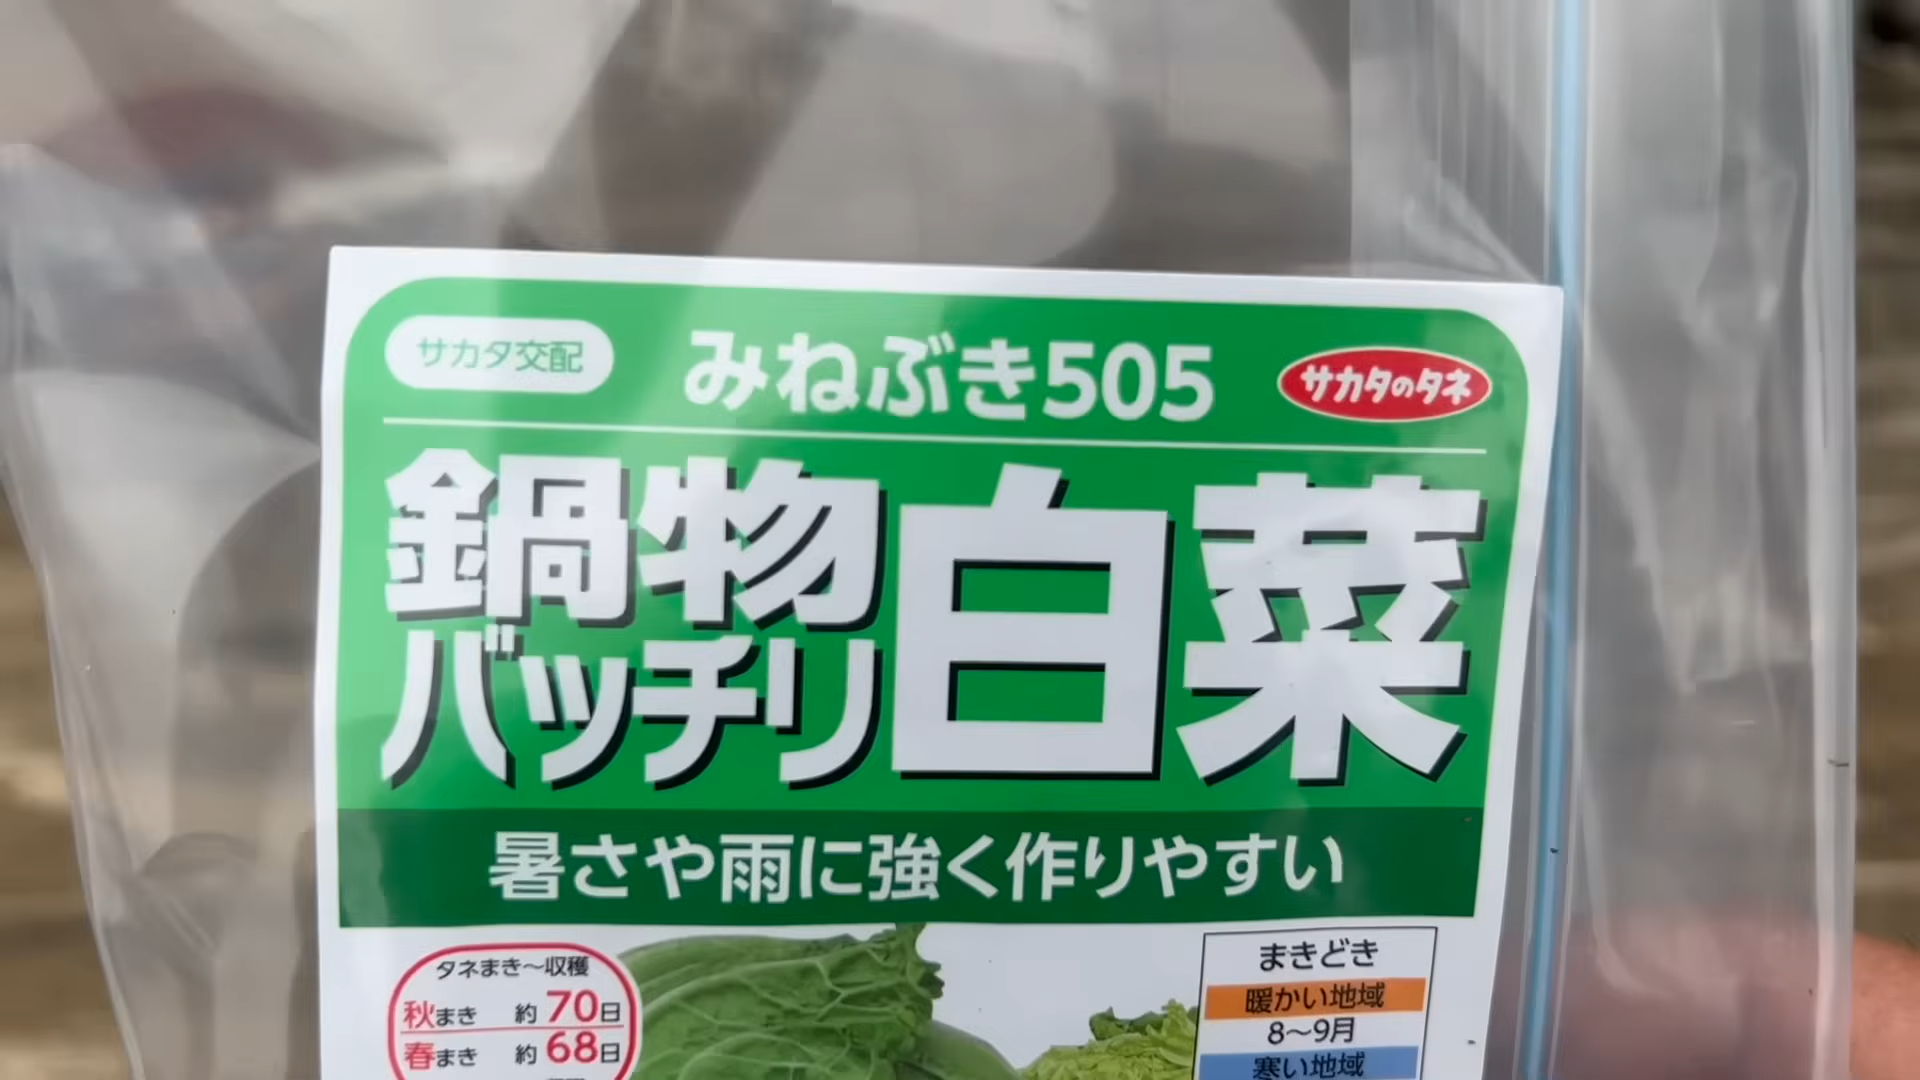 サカタ交配
みねぶき505
サカタのタネ
鍋物
バッチリ
白菜
暑さや雨に強く作りやすい
タネまき～収穫
秋まき 約70日
春まき 約68日
まきどき
暖かい地域
8～9月
寒い地域